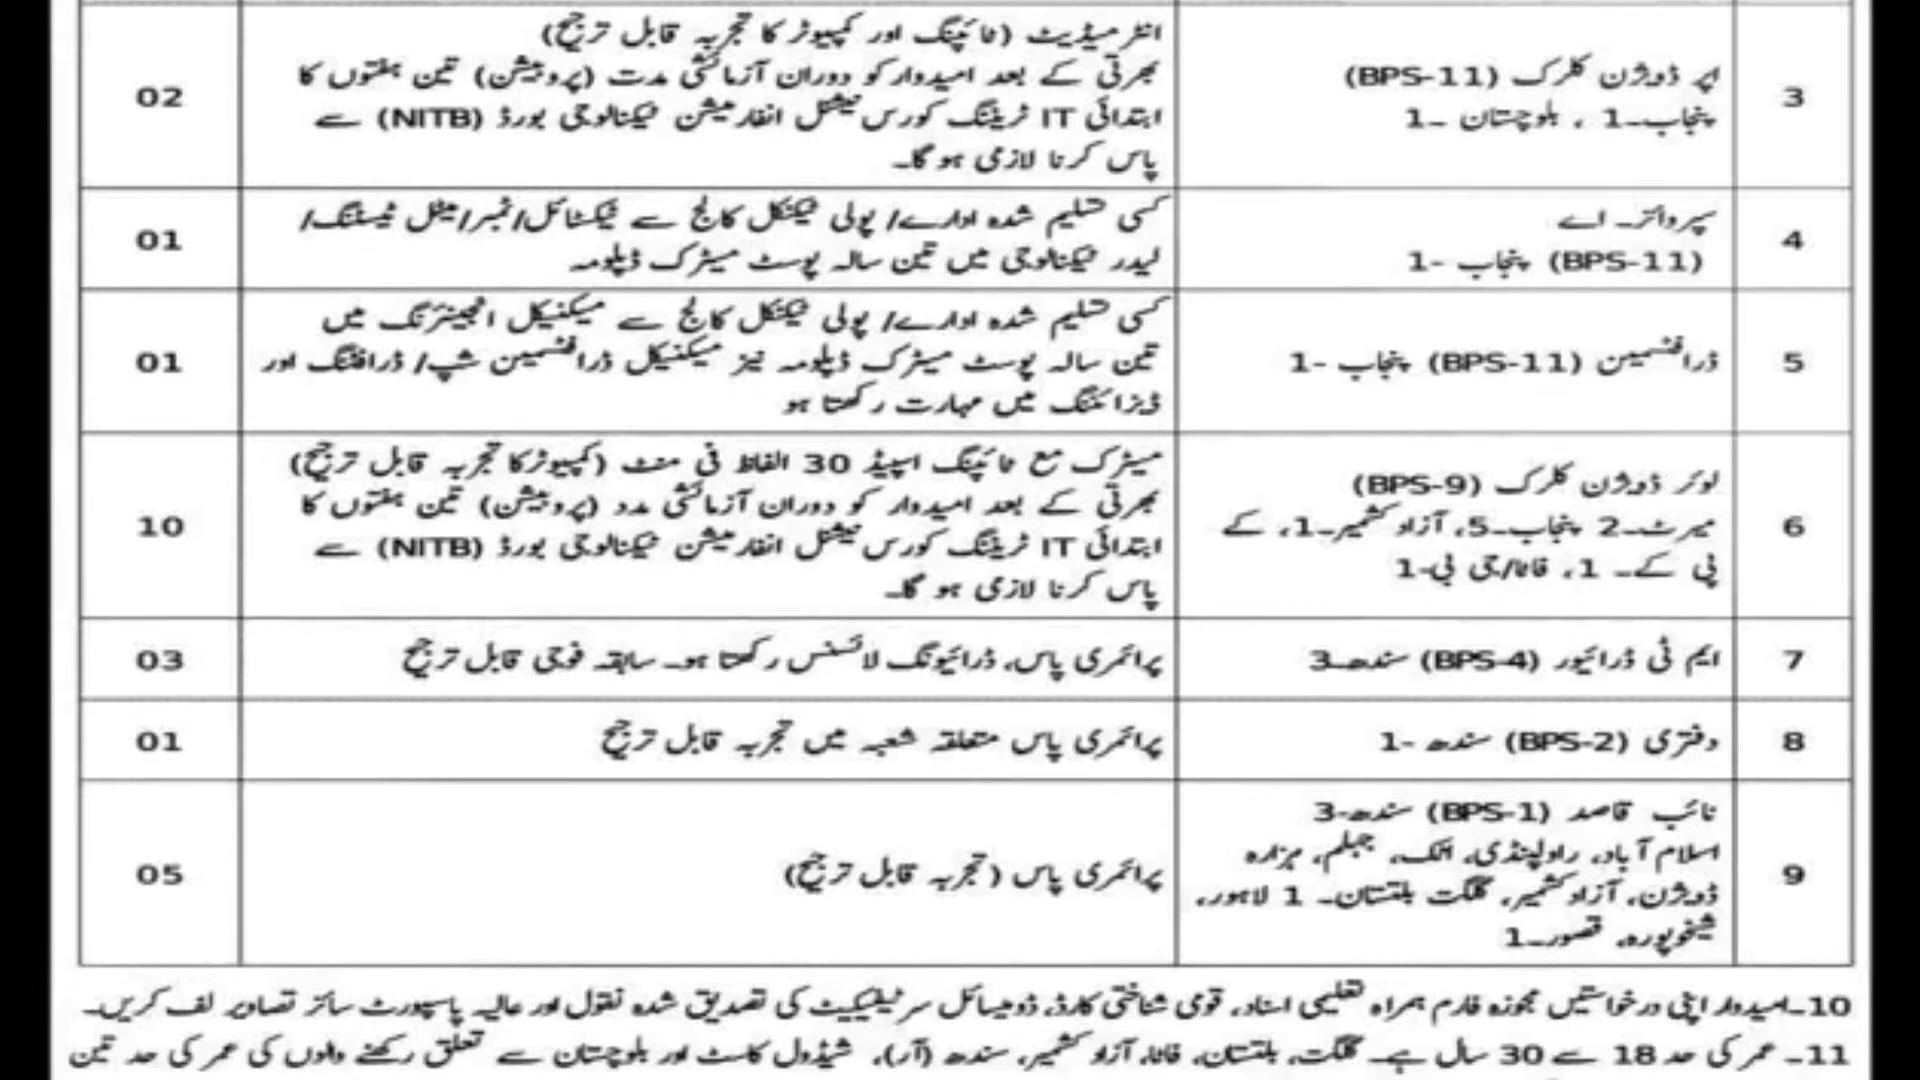 3
اپر ڈویژن کلرک (BPS-11)
پنجاب۔1 ، بلوچستان ۔1
انٹرمیڈیٹ (ٹائپنگ اور کمپیوٹر کا تجربہ قابل ترجیح)
بھرتی کے بعد امیدوار کو دوران آزمائشی مدت (پروبیشن) تین ہفتوں کا
ابتدائی IT ٹریننگ کورس نیشنل انفارمیشن ٹیکنالوجی بورڈ (NITB) سے
پاس کرنا لازمی ہو گا۔
02
4
سپروائزر۔ اے
(BPS-11) پنجاب -1
کسی تسلیم شدہ ادارے/ پولی ٹیکنکل کالج سے ٹیکسٹائل/ٹمبر/میٹل ٹیسٹنگ/
لیدر ٹیکنالوجی میں تین سالہ پوسٹ میٹرک ڈپلومہ
01
5
ڈرافٹسمین (BPS-11) پنجاب -1
کسی تسلیم شدہ ادارے/ پولی ٹیکنکل کالج سے میکنیکل انجینئرنگ میں
تین سالہ پوسٹ میٹرک ڈپلومہ نیز میکنیکل ڈرافٹسمین شپ/ ڈرافٹنگ اور
ڈیزائننگ میں مہارت رکھتا ہو
01
6
لوئر ڈویژن کلرک (BPS-9)
میرٹ۔2 پنجاب۔5، آزاد کشمیر۔1، کے
پی کے۔ 1، فاٹا/جی بی-1
میٹرک مع ٹائپنگ اسپیڈ 30 الفاظ فی منٹ (کمپیوٹر کا تجربہ قابل ترجیح)
بھرتی کے بعد امیدوار کو دوران آزمائشی مدد (پروبیشن) تین ہفتوں کا
ابتدائی IT ٹریننگ کورس نیشنل انفارمیشن ٹیکنالوجی بورڈ (NITB) سے
پاس کرنا لازمی ہو گا۔
10
7
ایم ٹی ڈرائیور (BPS-4) سندھ۔3
پرائمری پاس، ڈرائیونگ لائسنس رکھتا ہو۔ سابقہ فوجی قابل ترجیح
03
8
دفتری (BPS-2) سندھ -1
پرائمری پاس متعلقہ شعبہ میں تجربہ قابل ترجیح
01
9
نائب قاصد (BPS-1) سندھ-3
اسلام آباد، راولپنڈی، اٹک، جہلم، ہزارہ
ڈویژن، آزاد کشمیر، گلگت بلتستان۔ 1 لاہور،
شیخوپورہ، قصور۔1
پرائمری پاس (تجربہ قابل ترجیح)
05
10۔امیدوار اپنی درخواستیں مجوزہ فارم ہمراہ تعلیمی اسناد، قومی شناختی کارڈ، ڈومیسائل سرٹیفیکیٹ کی تصدیق شدہ نقول اور عالیہ پاسپورٹ سائز تصاویر لف کریں۔
11۔ عمر کی حد 18 سے 30 سال ہے۔ گلگت، بلتستان، فاٹا، آزاد کشمیر، سندھ (آر)، شیڈول کاسٹ اور بلوچستان سے تعلق رکھنے والوں کی عمر کی حد تین